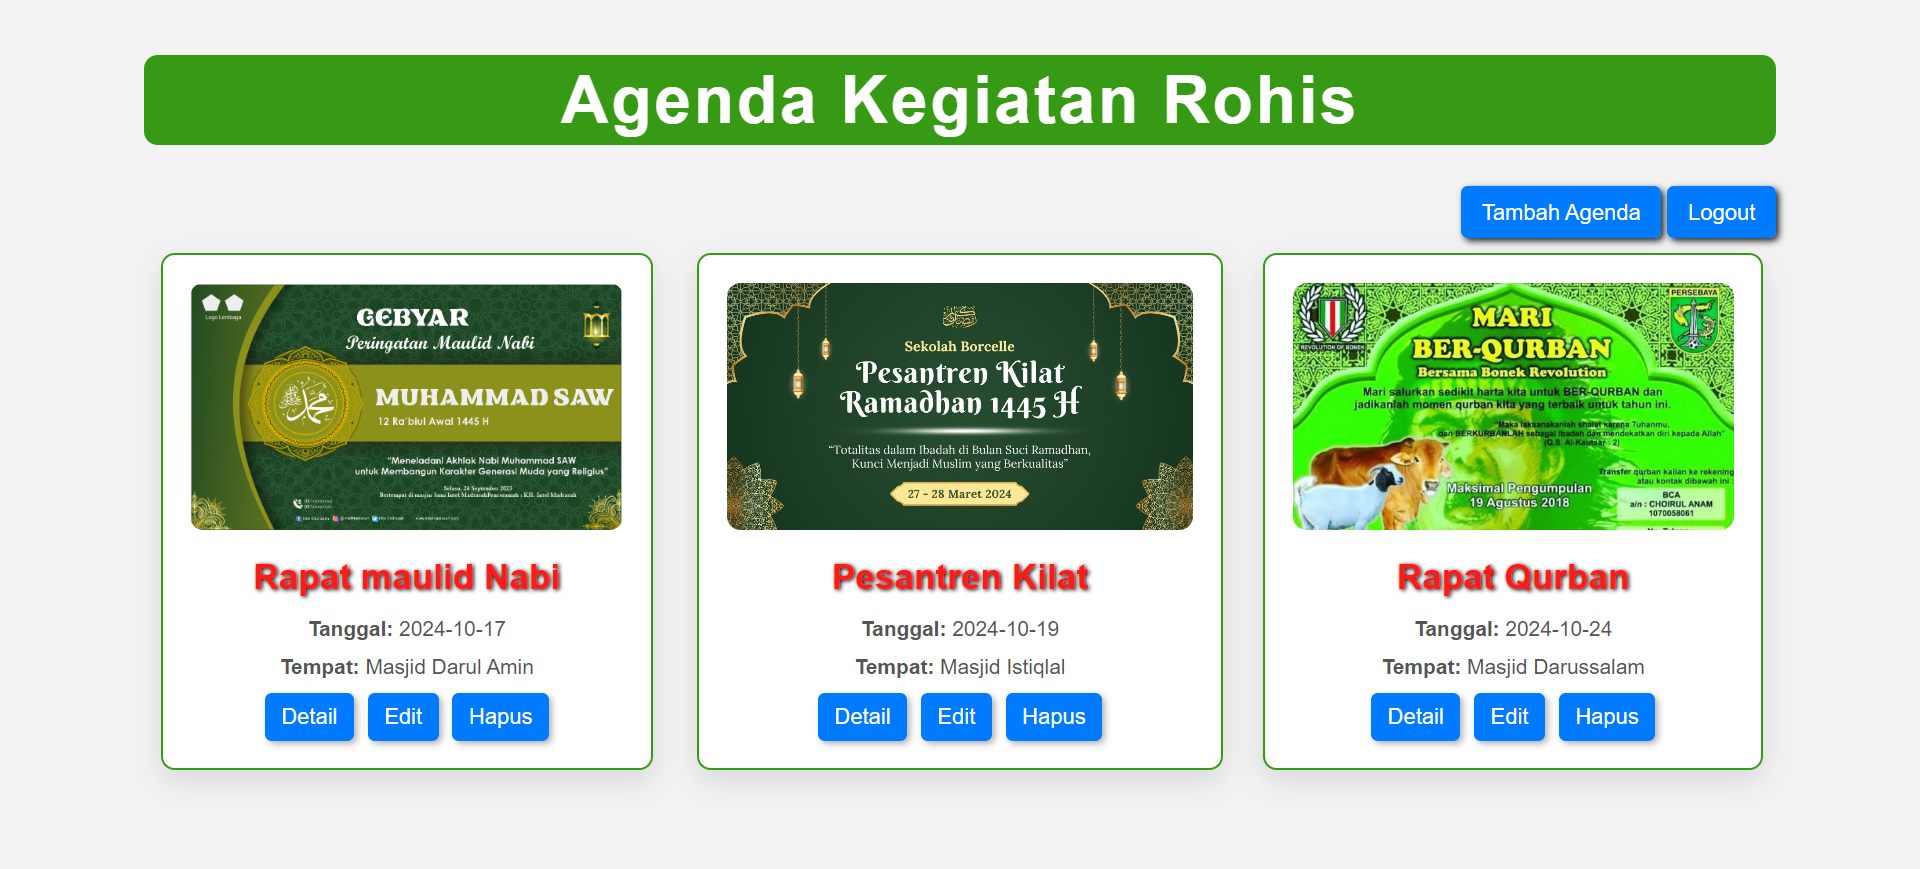 Agenda Kegiatan Rohis
Tambah Agenda
Logout
Logo Lembaga
GEBYAR
Peringatan Maulid Nabi
MUHAMMAD SAW
12 Ra'biul Awal 1445 H
"Meneladani Akhlak Nabi Muhammad SAW
untuk Membangun Karakter Generasi Muda yang Religius"
Selasa, 26 September 2023
Rapat maulid Nabi
Tanggal: 2024-10-17
Tempat: Masjid Darul Amin
Detail
Edit
Hapus
Sekolah Borcelle
Pesantren Kilat
Ramadhan 1445 H
“Totalitas dalam Ibadah di Bulan Suci Ramadhan,
Kunci Menjadi Muslim yang Berkualitas”
27 - 28 Maret 2024
Pesantren Kilat
Tanggal: 2024-10-19
Tempat: Masjid Istiqlal
Detail
Edit
Hapus
REVOLUTION OF BONEK
PERSEBAYA
MARI
BER-QURBAN
Bersama Bonek Revolution
Mari salurkan sedikit harta kita untuk BER-QURBAN dan
jadikanlah momen qurban kita yang terbaik untuk tahun ini.
"Maka laksanakanlah shalat karena Tuhanmu,
dan BERKURBANLAH sebagai ibadah dan mendekatkan diri kepada Allah"
(Q.S. Al-Kautsar : 2)
Transfer qurban kalian ke rekening
atau kontak dibawah ini :
Maksimal Pengumpulan
19 Agustus 2018
BCA
a/n : CHOIRUL ANAM
1070058061
Rapat Qurban
Tanggal: 2024-10-24
Tempat: Masjid Darussalam
Detail
Edit
Hapus